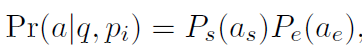 Pr(a|q, p_i) = P_s(a_s)P_e(a_e),